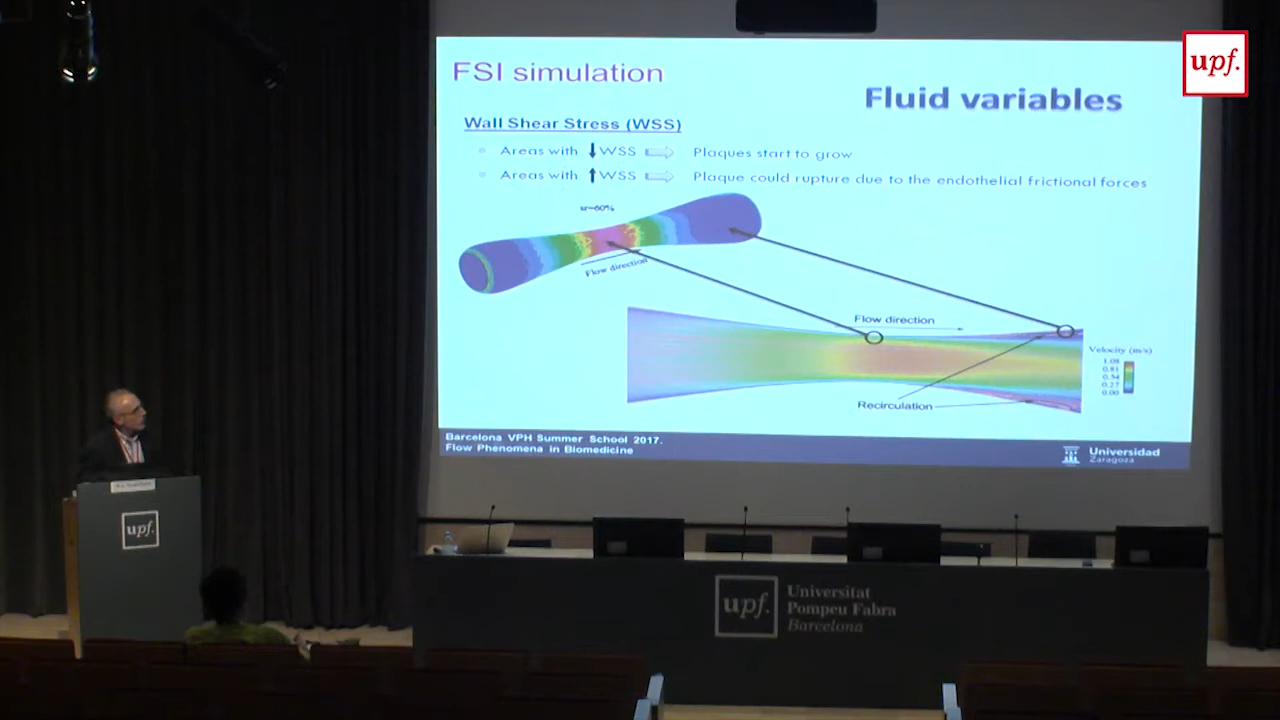 upf.
FSI simulation
Fluid variables
Wall Shear Stress (WSS)
Areas with WSS Plaques start to grow
Areas with WSS Plaque could rupture due to the endothelial frictional forces
Flow direction
Flow direction
Velocity (m/s)
1.08
0.81
0.54
0.27
0.00
Recirculation
Barcelona VPH Summer School 2017.
Flow Phenomena in Biomedicine
Universidad
Zaragoza
upf.
upf.
Universitat
Pompeu Fabra
Barcelona